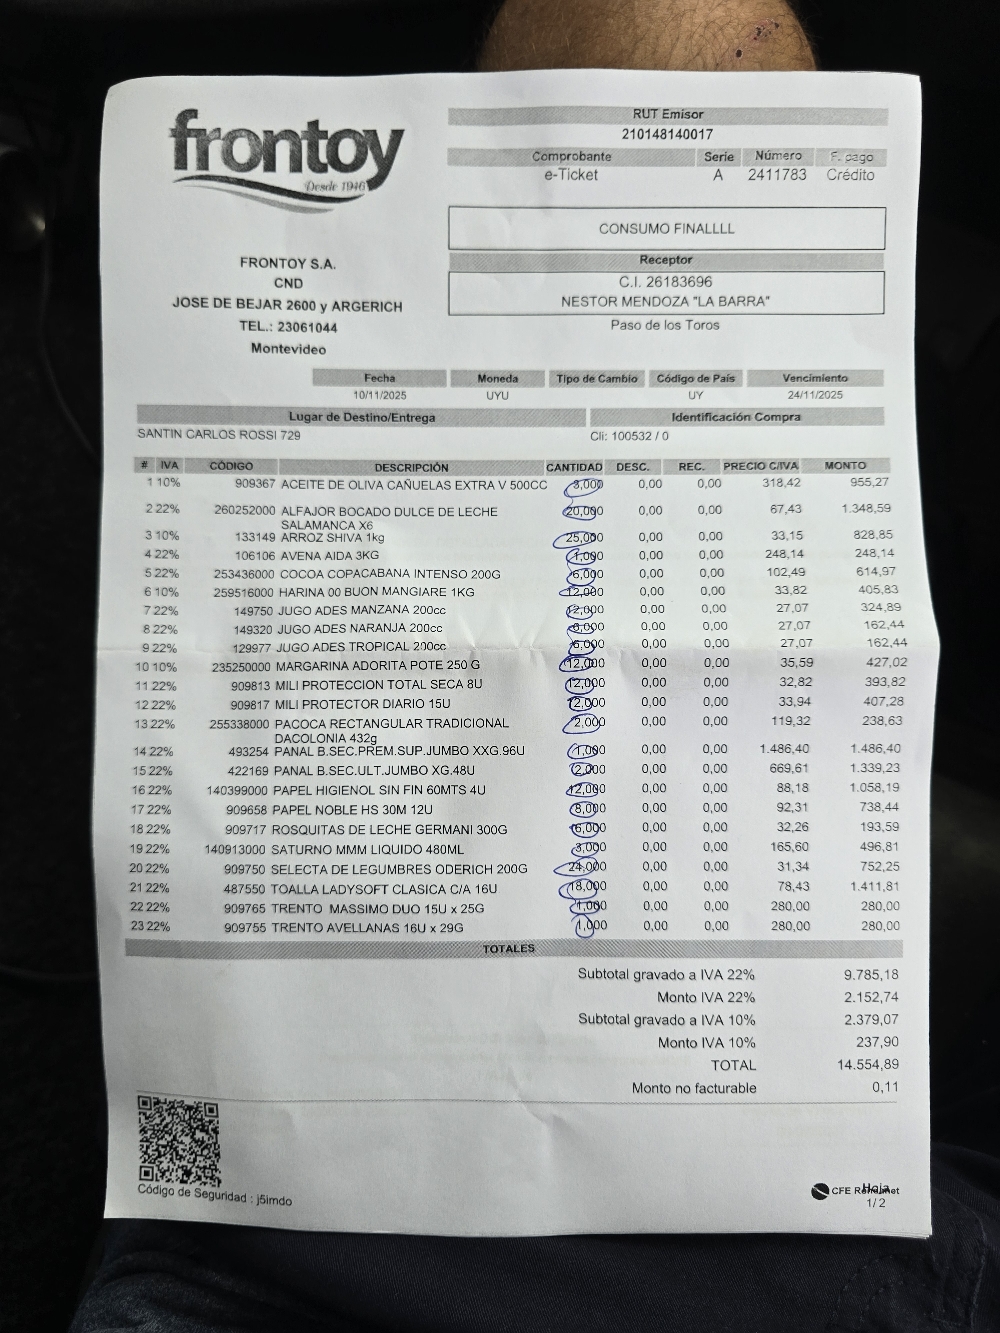 frontoy
Desde 1946
RUT Emisor
210148140017
Comprobante Serie Número F. pago
e-Ticket A 2411783 Crédito
CONSUMO FINALLLL
Receptor
C.I. 26183696
NESTOR MENDOZA "LA BARRA"
Paso de los Toros
FRONTOY S.A.
CND
JOSE DE BEJAR 2600 y ARGERICH
TEL.: 23061044
Montevideo
Fecha Moneda Tipo de Cambio Código de País Vencimiento
10/11/2025 UYU UY 24/11/2025
Lugar de Destino/Entrega Identificación Compra
SANTIN CARLOS ROSSI 729 Cli: 100532 / 0
# IVA CÓDIGO DESCRIPCIÓN CANTIDAD DESC. REC. PRECIO C/IVA MONTO
1 10% 909367 ACEITE DE OLIVA CAÑUELAS EXTRA V 500CC 3,000 0,00 0,00 318,42 955,27
2 22% 260252000 ALFAJOR BOCADO DULCE DE LECHE 20,000 0,00 0,00 67,43 1.348,59
SALAMANCA X6
3 10% 133149 ARROZ SHIVA 1kg 25,000 0,00 0,00 33,15 828,85
4 22% 106106 AVENA AIDA 3KG 1,000 0,00 0,00 248,14 248,14
5 22% 253436000 COCOA COPACABANA INTENSO 200G 6,000 0,00 0,00 102,49 614,97
6 10% 259516000 HARINA 00 BUON MANGIARE 1KG 12,000 0,00 0,00 33,82 405,83
7 22% 149750 JUGO ADES MANZANA 200cc 12,000 0,00 0,00 27,07 324,89
8 22% 149320 JUGO ADES NARANJA 200cc 6,000 0,00 0,00 27,07 162,44
9 22% 129977 JUGO ADES TROPICAL 200cc 6,000 0,00 0,00 27,07 162,44
10 10% 235250000 MARGARINA ADORITA POTE 250 G 12,000 0,00 0,00 35,59 427,02
11 22% 909813 MILI PROTECCION TOTAL SECA 8U 12,000 0,00 0,00 32,82 393,82
12 22% 909817 MILI PROTECTOR DIARIO 15U 12,000 0,00 0,00 33,94 407,28
13 22% 255338000 PACOCA RECTANGULAR TRADICIONAL 2,000 0,00 0,00 119,32 238,63
DACOLONIA 432g
14 22% 493254 PANAL B.SEC.PREM.SUP.JUMBO XXG.96U 1,000 0,00 0,00 1.486,40 1.486,40
15 22% 422169 PANAL B.SEC.ULT.JUMBO XG.48U 2,000 0,00 0,00 669,61 1.339,23
16 22% 140399000 PAPEL HIGIENOL SIN FIN 60MTS 4U 12,000 0,00 0,00 88,18 1.058,19
17 22% 909658 PAPEL NOBLE HS 30M 12U 8,000 0,00 0,00 92,31 738,44
18 22% 909717 ROSQUITAS DE LECHE GERMANI 300G 6,000 0,00 0,00 32,26 193,59
19 22% 140913000 SATURNO MMM LIQUIDO 480ML 3,000 0,00 0,00 165,60 496,81
20 22% 909750 SELECTA DE LEGUMBRES ODERICH 200G 24,000 0,00 0,00 31,34 752,25
21 22% 487550 TOALLA LADYSOFT CLASICA C/A 16U 18,000 0,00 0,00 78,43 1.411,81
22 22% 909765 TRENTO MASSIMO DUO 15U x 25G 1,000 0,00 0,00 280,00 280,00
23 22% 909755 TRENTO AVELLANAS 16U x 29G 1,000 0,00 0,00 280,00 280,00
TOTALES
Subtotal gravado a IVA 22% 9.785,18
Monto IVA 22% 2.152,74
Subtotal gravado a IVA 10% 2.379,07
Monto IVA 10% 237,90
TOTAL 14.554,89
Monto no facturable 0,11
Código de Seguridad : j5imdo
CFE
Hoja
1/ 2